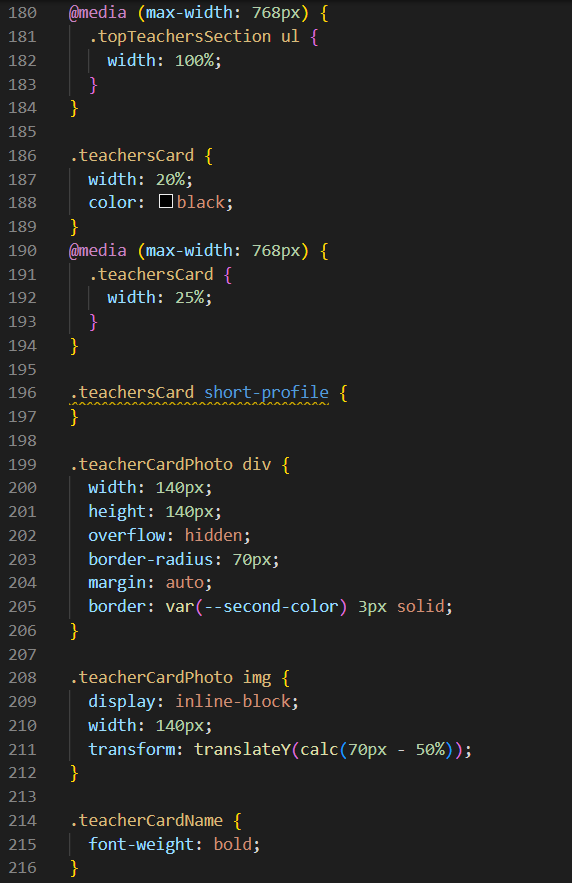 180 @media (max-width: 768px) {
181 .topTeachersSection ul {
182 width: 100%;
183 }
184 }
185
186 .teachersCard {
187 width: 20%;
188 color: black;
189 }
190 @media (max-width: 768px) {
191 .teachersCard {
192 width: 25%;
193 }
194 }
195
196 .teachersCard short-profile {
197 }
198
199 .teacherCardPhoto div {
200 width: 140px;
201 height: 140px;
202 overflow: hidden;
203 border-radius: 70px;
204 margin: auto;
205 border: var(--second-color) 3px solid;
206 }
207
208 .teacherCardPhoto img {
209 display: inline-block;
210 width: 140px;
211 transform: translateY(calc(70px - 50%));
212 }
213
214 .teacherCardName {
215 font-weight: bold;
216 }